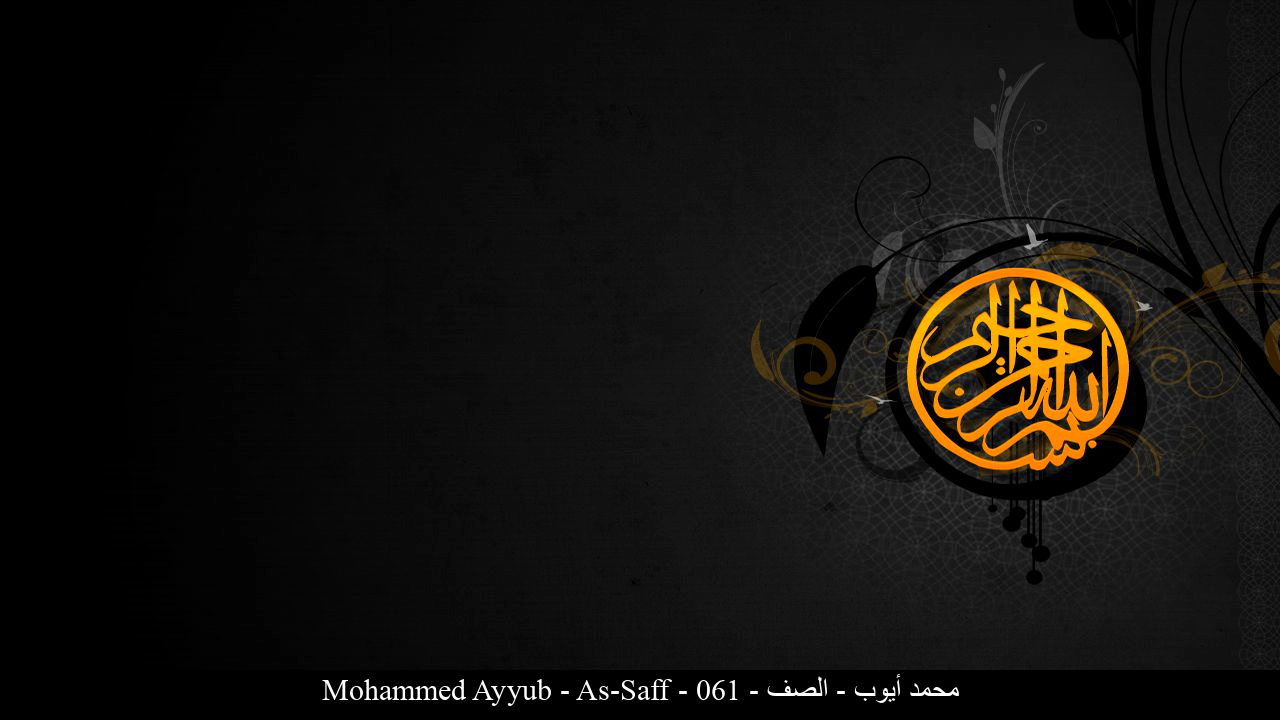 بسم الله الرحمن الرحيم
Mohammed Ayyub - As-Saff - 061 - محمد أيوب - الصف